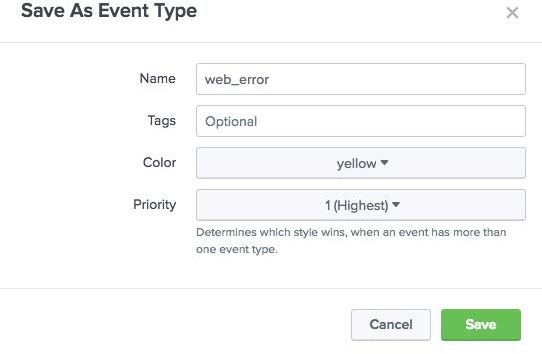 Save As Event Type
×
Name web_error
Tags Optional
Color yellow
Priority 1 (Highest)
Determines which style wins, when an event has more than
one event type.
Cancel Save